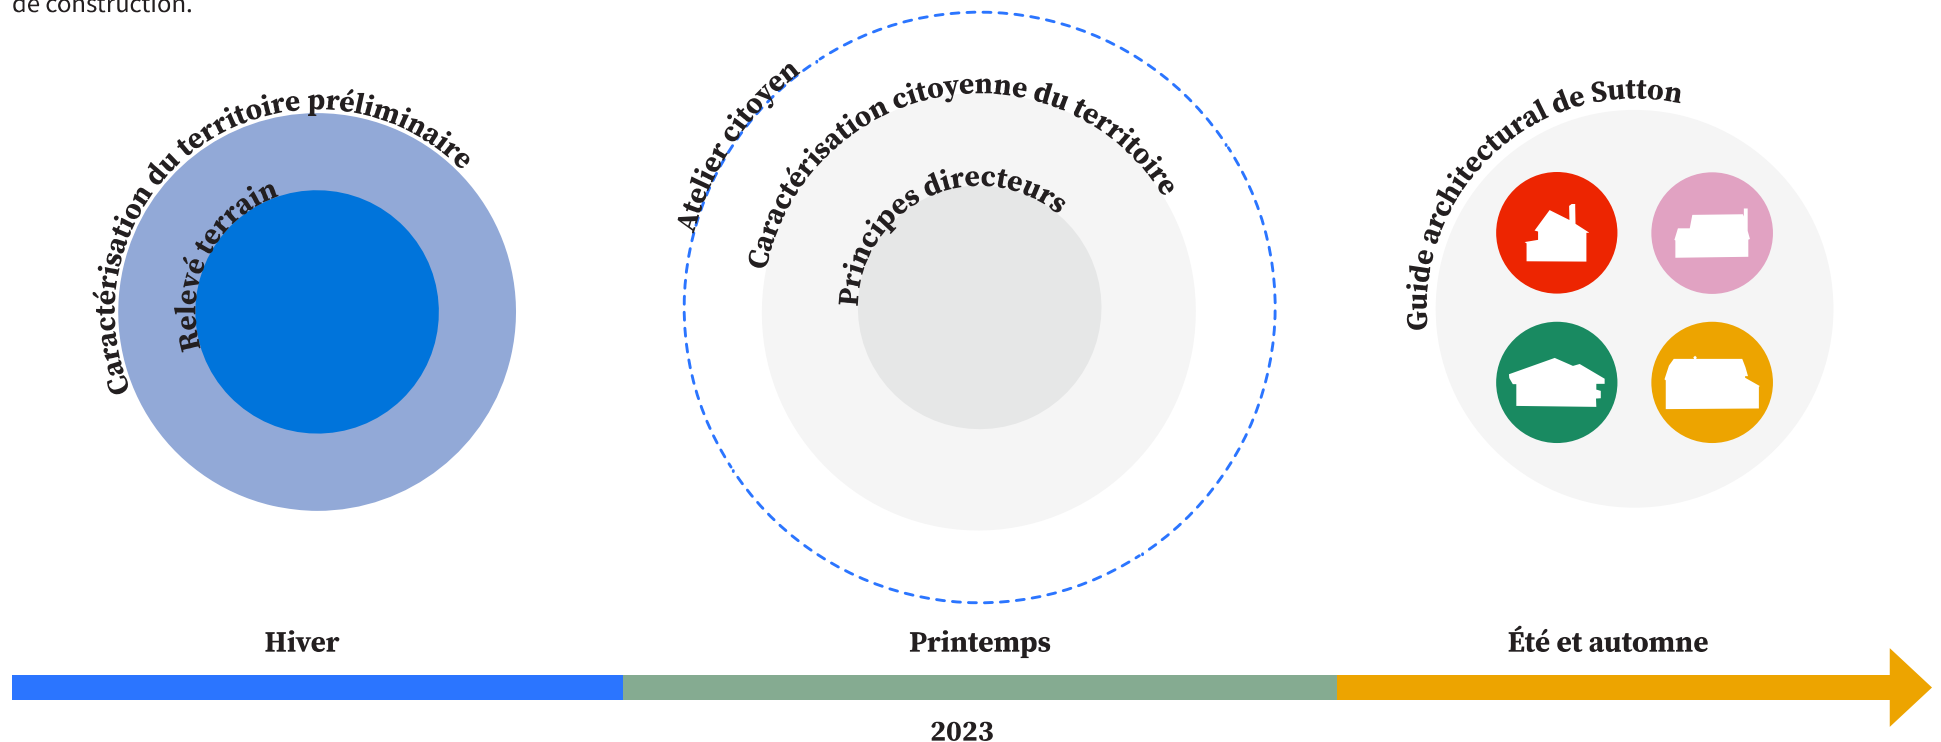 de construction.
Caractérisation du territoire préliminaire
Relevé terrain
Atelier citoyen
Caractérisation citoyenne du territoire
Principes directeurs
Guide architectural de Sutton
Hiver
Printemps
Été et automne
2023